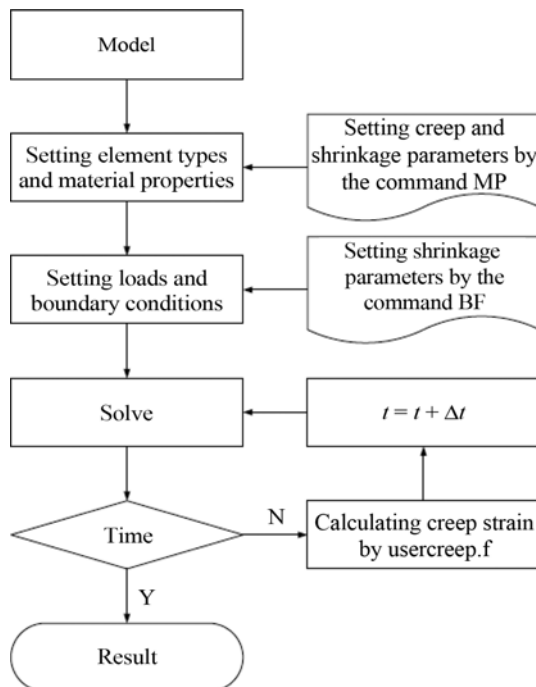 Model
Setting element types
and material properties
Setting creep and
shrinkage parameters by
the command MP
Setting loads and
boundary conditions
Setting shrinkage
parameters by the
command BF
Solve
t = t + Δt
Time
N
Calculating creep strain
by usercreep.f
Y
Result